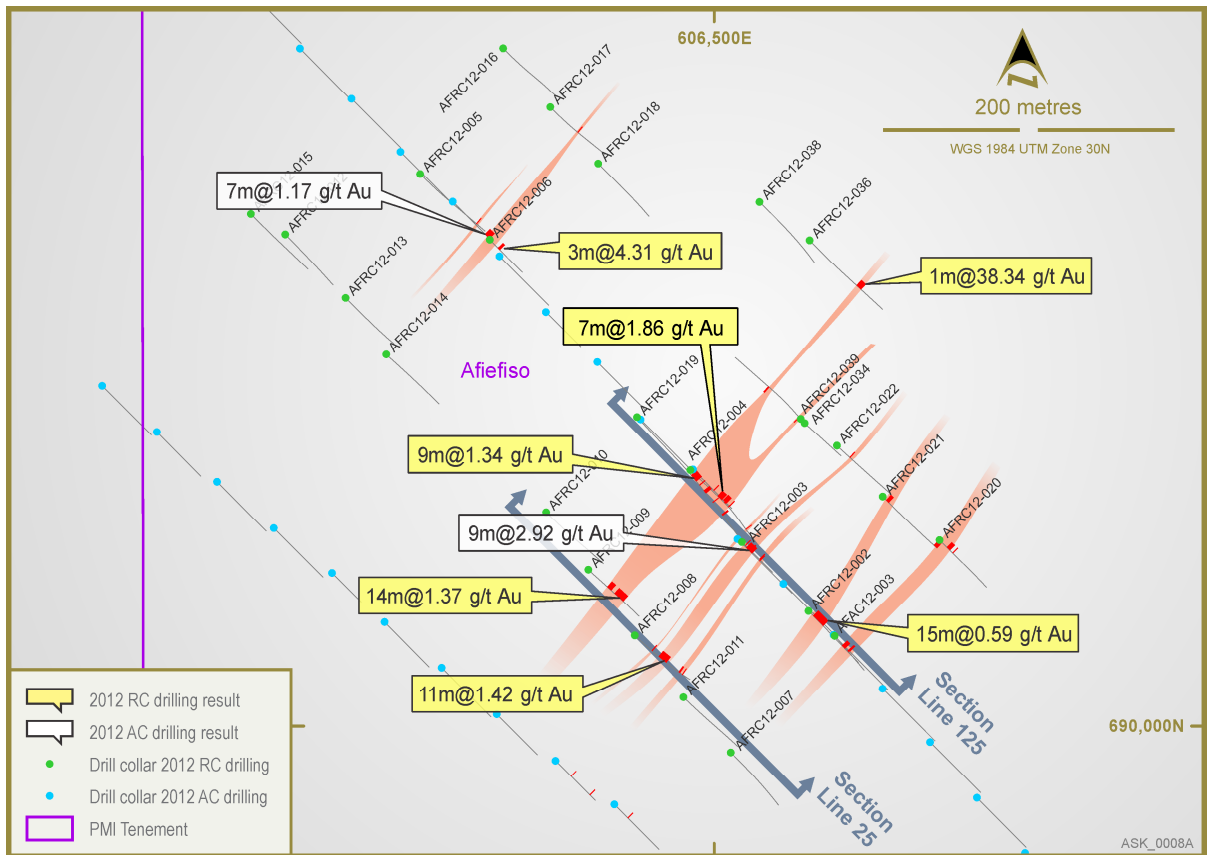 606,500E
200 metres
WGS 1984 UTM Zone 30N
AFRC12-016
AFRC12-017
AFRC12-018
AFRC12-005
AFRC12-006
AFRC12-038
AFRC12-036
7m@1.17 g/t Au
3m@4.31 g/t Au
1m@38.34 g/t Au
AFRC12-013
AFRC12-014
7m@1.86 g/t Au
Afiefiso
AFRC12-019
AFRC12-004
AFRC12-039
AFRC12-034
AFRC12-022
AFRC12-021
AFRC12-020
9m@1.34 g/t Au
AFRC12-003
9m@2.92 g/t Au
14m@1.37 g/t Au
AFRC12-008
AFRC12-002
AFAC12-003
15m@0.59 g/t Au
11m@1.42 g/t Au
AFRC12-011
AFRC12-007
Section
Line 125
Section
Line 25
690,000N
2012 RC drilling result
2012 AC drilling result
Drill collar 2012 RC drilling
Drill collar 2012 AC drilling
PMI Tenement
ASK_0008A